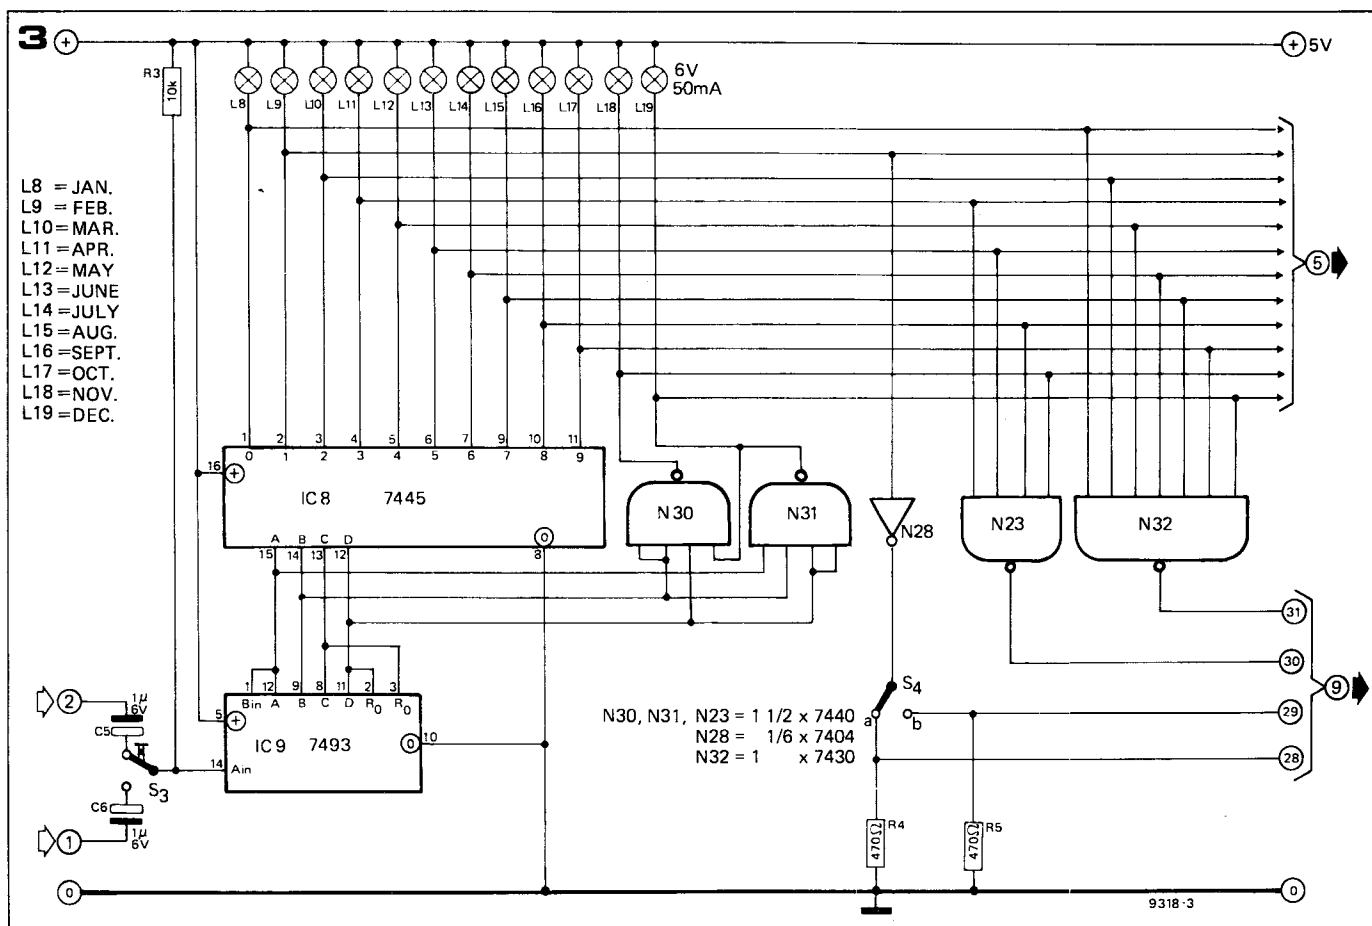 3 + + 5V
R3 10k
6V
50mA
L8 L9 L10 L11 L12 L13 L14 L15 L16 L17 L18 L19
L8 = JAN.
L9 = FEB.
L10=MAR.
L11=APR.
L12=MAY
L13=JUNE
L14=JULY
L15=AUG.
L16=SEPT.
L17=OCT.
L18=NOV.
L19=DEC.
5
1 2 3 4 5 6 7 9 10 11
0 1 2 3 4 5 6 7 8 9
16 +
IC8 7445
A B C D 0
15 14 13 12 8
N30 N31 N28 N23 N32
31
30
29
28
9
1 12 9 8 11 2 3
Bin A B C D R0 R0
5 +
IC9 7493
0 10
14 Ain
2 1µ 6V
C5
S3
C6
1 1µ 6V
S4
a b
N30, N31, N23 = 1 1/2 x 7440
N28 = 1/6 x 7404
N32 = 1 x 7430
R4 470Ω
R5 470Ω
0 0
9318-3